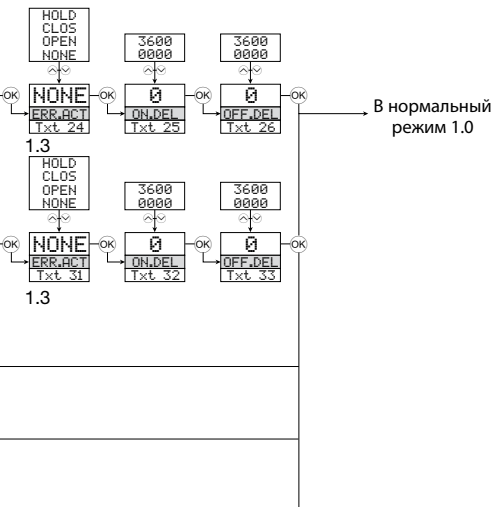 HOLD
CLOS
OPEN
NONE
3600
0000
3600
0000
OK NONE OK 0 OK 0 OK
ERR.ACT ON.DEL OFF.DEL
Txt 24 Txt 25 Txt 26
1.3
В нормальный
режим 1.0
HOLD
CLOS
OPEN
NONE
3600
0000
3600
0000
OK NONE OK 0 OK 0 OK
ERR.ACT ON.DEL OFF.DEL
Txt 31 Txt 32 Txt 33
1.3